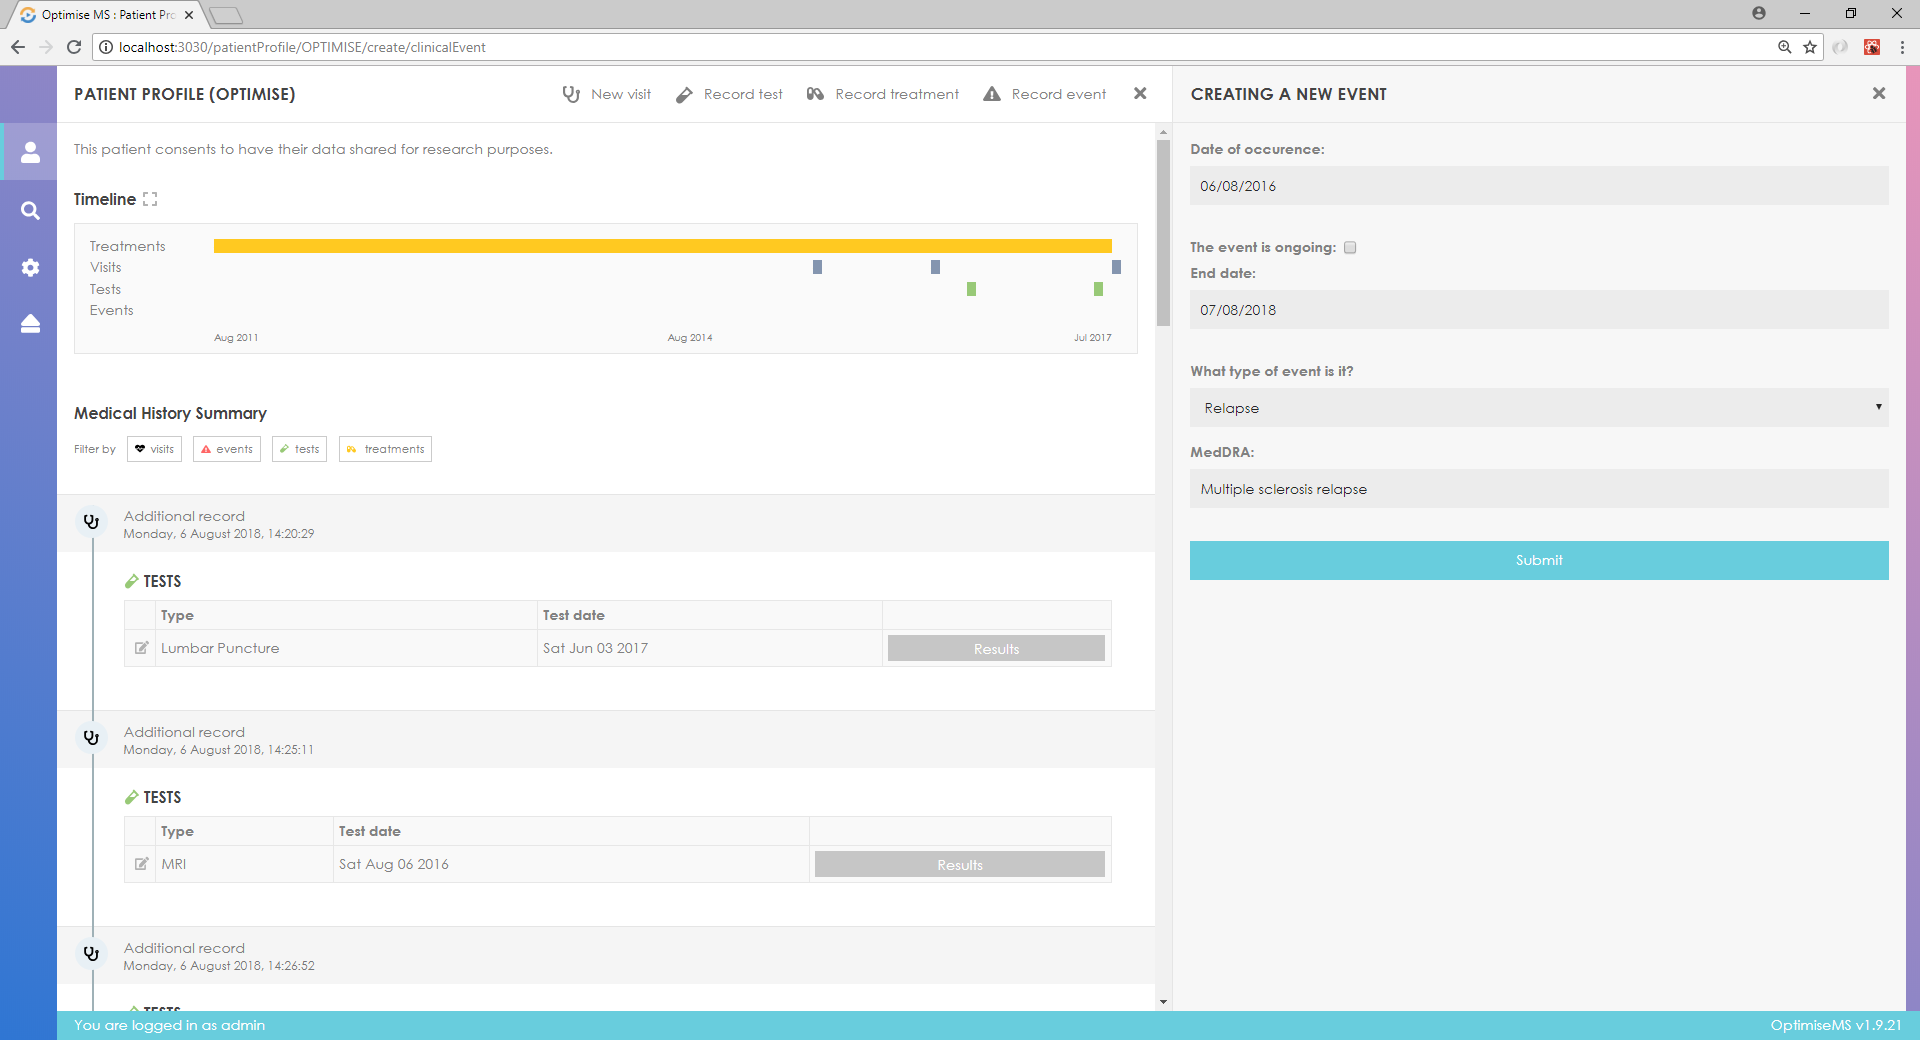 Optimise MS : Patient Pro
localhost:3030/patientProfile/OPTIMISE/create/clinicalEvent
PATIENT PROFILE (OPTIMISE)
New visit
Record test
Record treatment
Record event
This patient consents to have their data shared for research purposes.
Timeline
Treatments
Visits
Tests
Events
Aug 2011
Aug 2014
Jul 2017
Medical History Summary
Filter by
visits
events
tests
treatments
Additional record
Monday, 6 August 2018, 14:20:29
TESTS
Type
Test date
Lumbar Puncture
Sat Jun 03 2017
Results
Additional record
Monday, 6 August 2018, 14:25:11
TESTS
Type
Test date
MRI
Sat Aug 06 2016
Results
Additional record
Monday, 6 August 2018, 14:26:52
TESTS
CREATING A NEW EVENT
Date of occurence:
06/08/2016
The event is ongoing:
End date:
07/08/2018
What type of event is it?
Relapse
MedDRA:
Multiple sclerosis relapse
Submit
You are logged in as admin
OptimiseMS v1.9.21